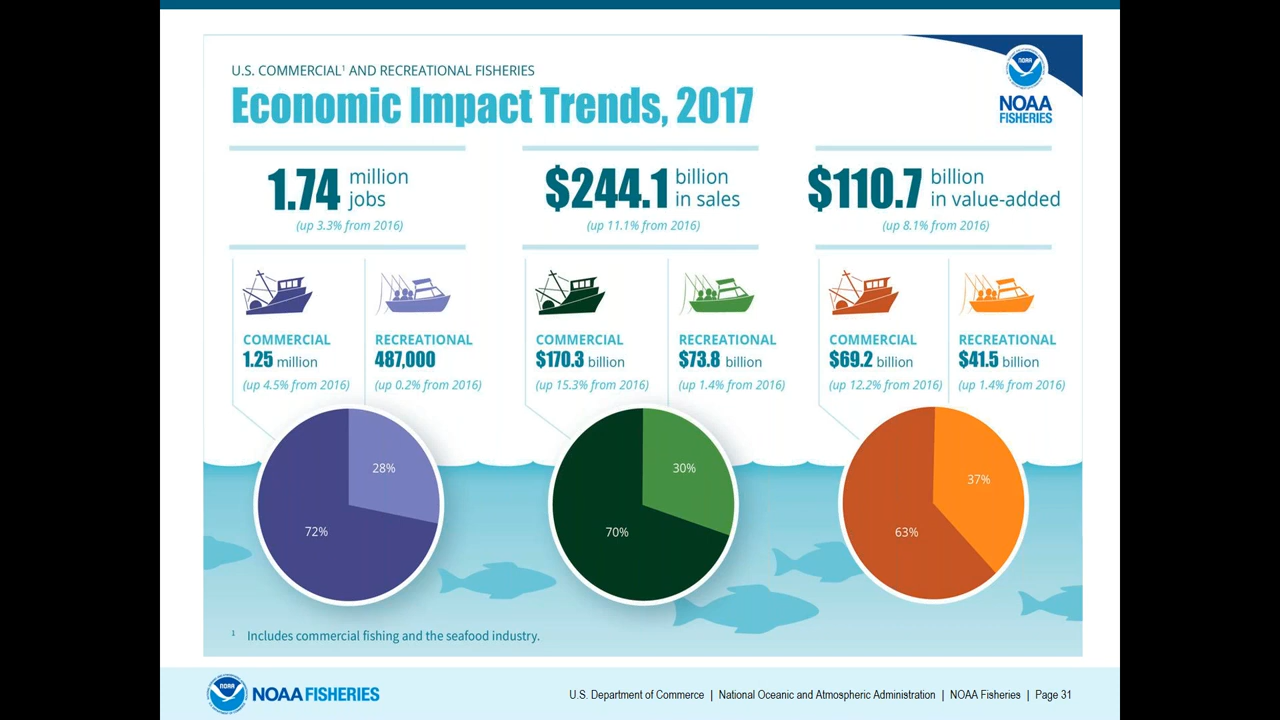 U.S. COMMERCIAL¹ AND RECREATIONAL FISHERIES
Economic Impact Trends, 2017
NOAA
NOAA
FISHERIES
1.74 million jobs
(up 3.3% from 2016)
$244.1 billion in sales
(up 11.1% from 2016)
$110.7 billion in value-added
(up 8.1% from 2016)
COMMERCIAL
1.25 million
(up 4.5% from 2016)
RECREATIONAL
487,000
(up 0.2% from 2016)
COMMERCIAL
$170.3 billion
(up 15.3% from 2016)
RECREATIONAL
$73.8 billion
(up 1.4% from 2016)
COMMERCIAL
$69.2 billion
(up 12.2% from 2016)
RECREATIONAL
$41.5 billion
(up 1.4% from 2016)
28%
72%
30%
70%
37%
63%
¹ Includes commercial fishing and the seafood industry.
NOAA
NOAA FISHERIES
U.S. Department of Commerce | National Oceanic and Atmospheric Administration | NOAA Fisheries | Page 31